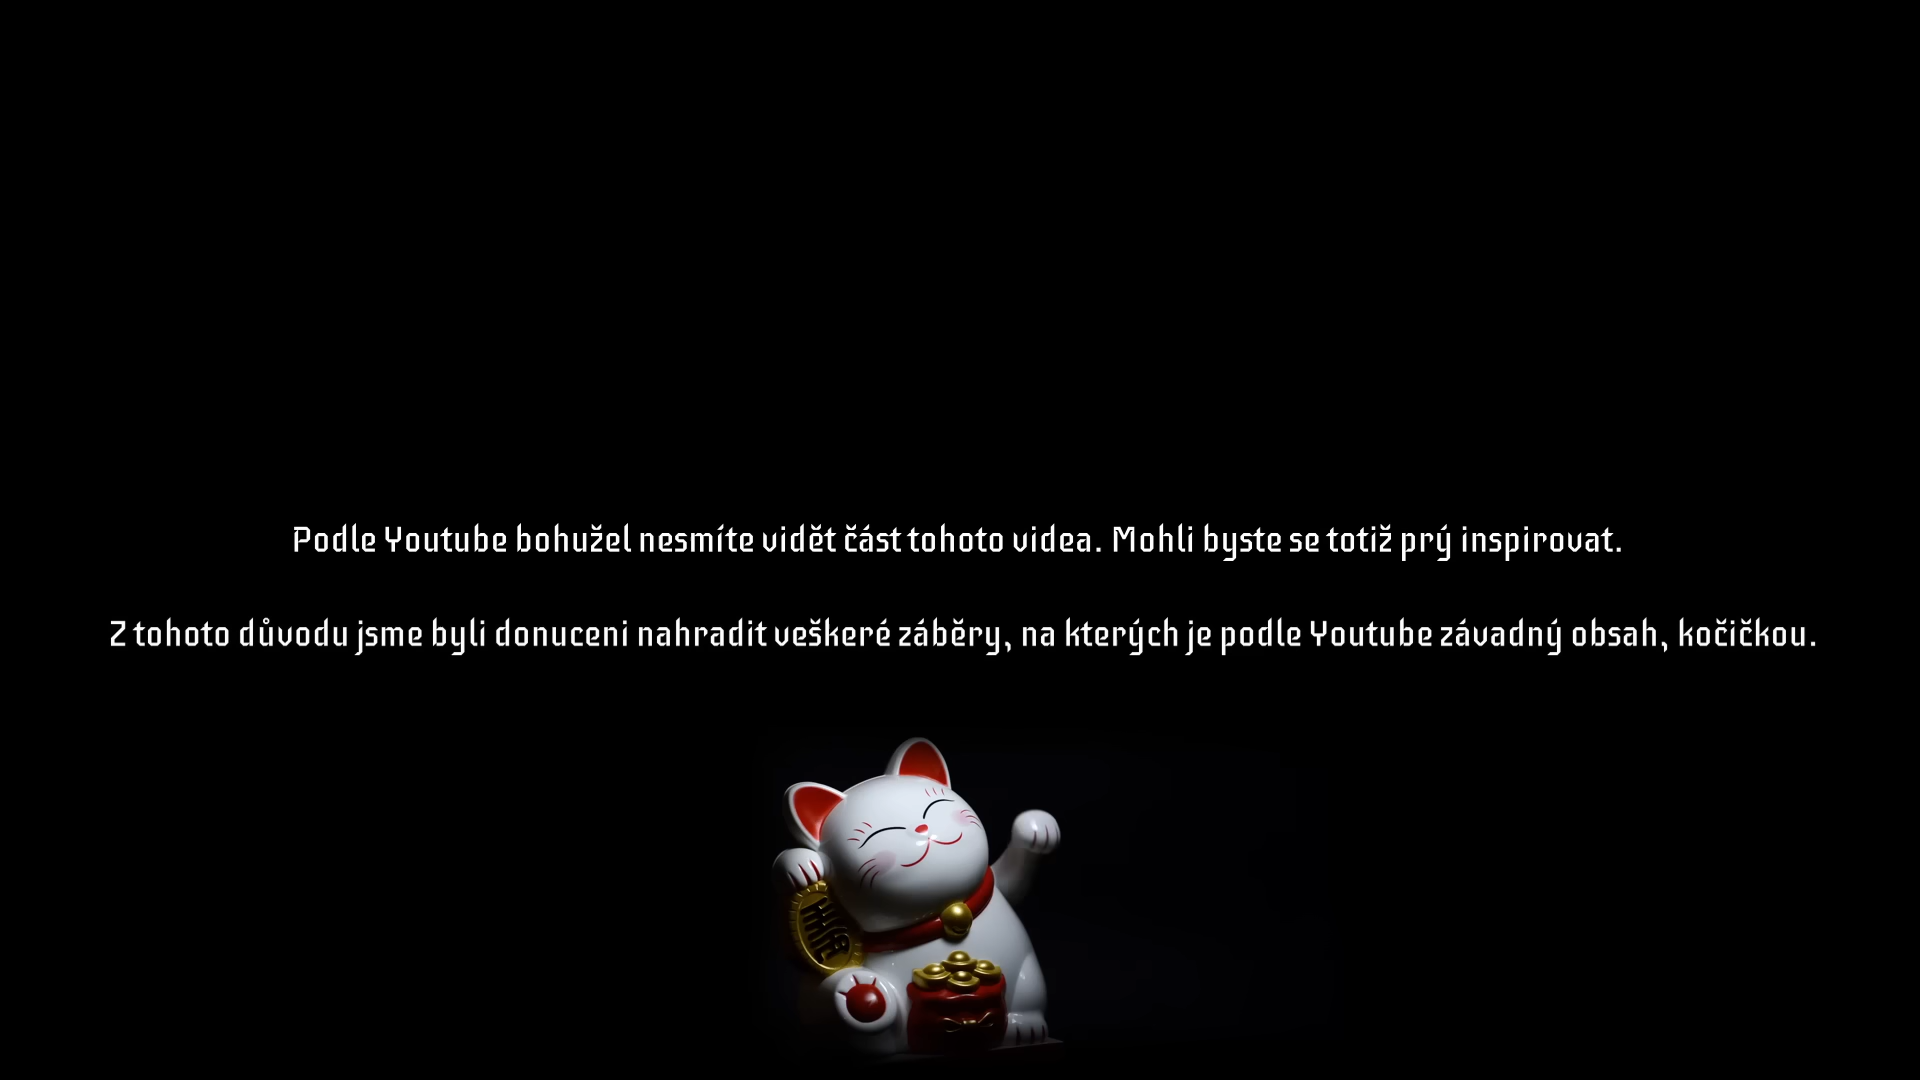 Podle Youtube bohužel nesmíte vidět část tohoto videa. Mohli byste se totiž prý inspirovat.
Z tohoto důvodu jsme byli donuceni nahradit veškeré záběry, na kterých je podle Youtube závadný obsah, kočičkou.